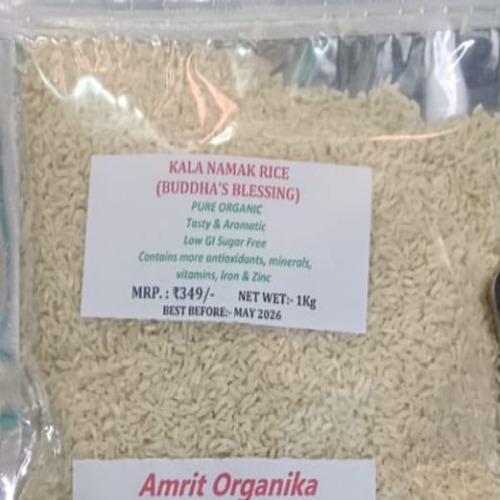 KALA NAMAK RICE
(BUDDHA'S BLESSING)
PURE ORGANIC
Tasty & Aromatic
Low GI Sugar Free
Contains more antioxidants, minerals,
vitamins, Iron & Zinc
MRP. : ₹349/- NET WET:- 1Kg
BEST BEFORE:- MAY 2026
Amrit Organika